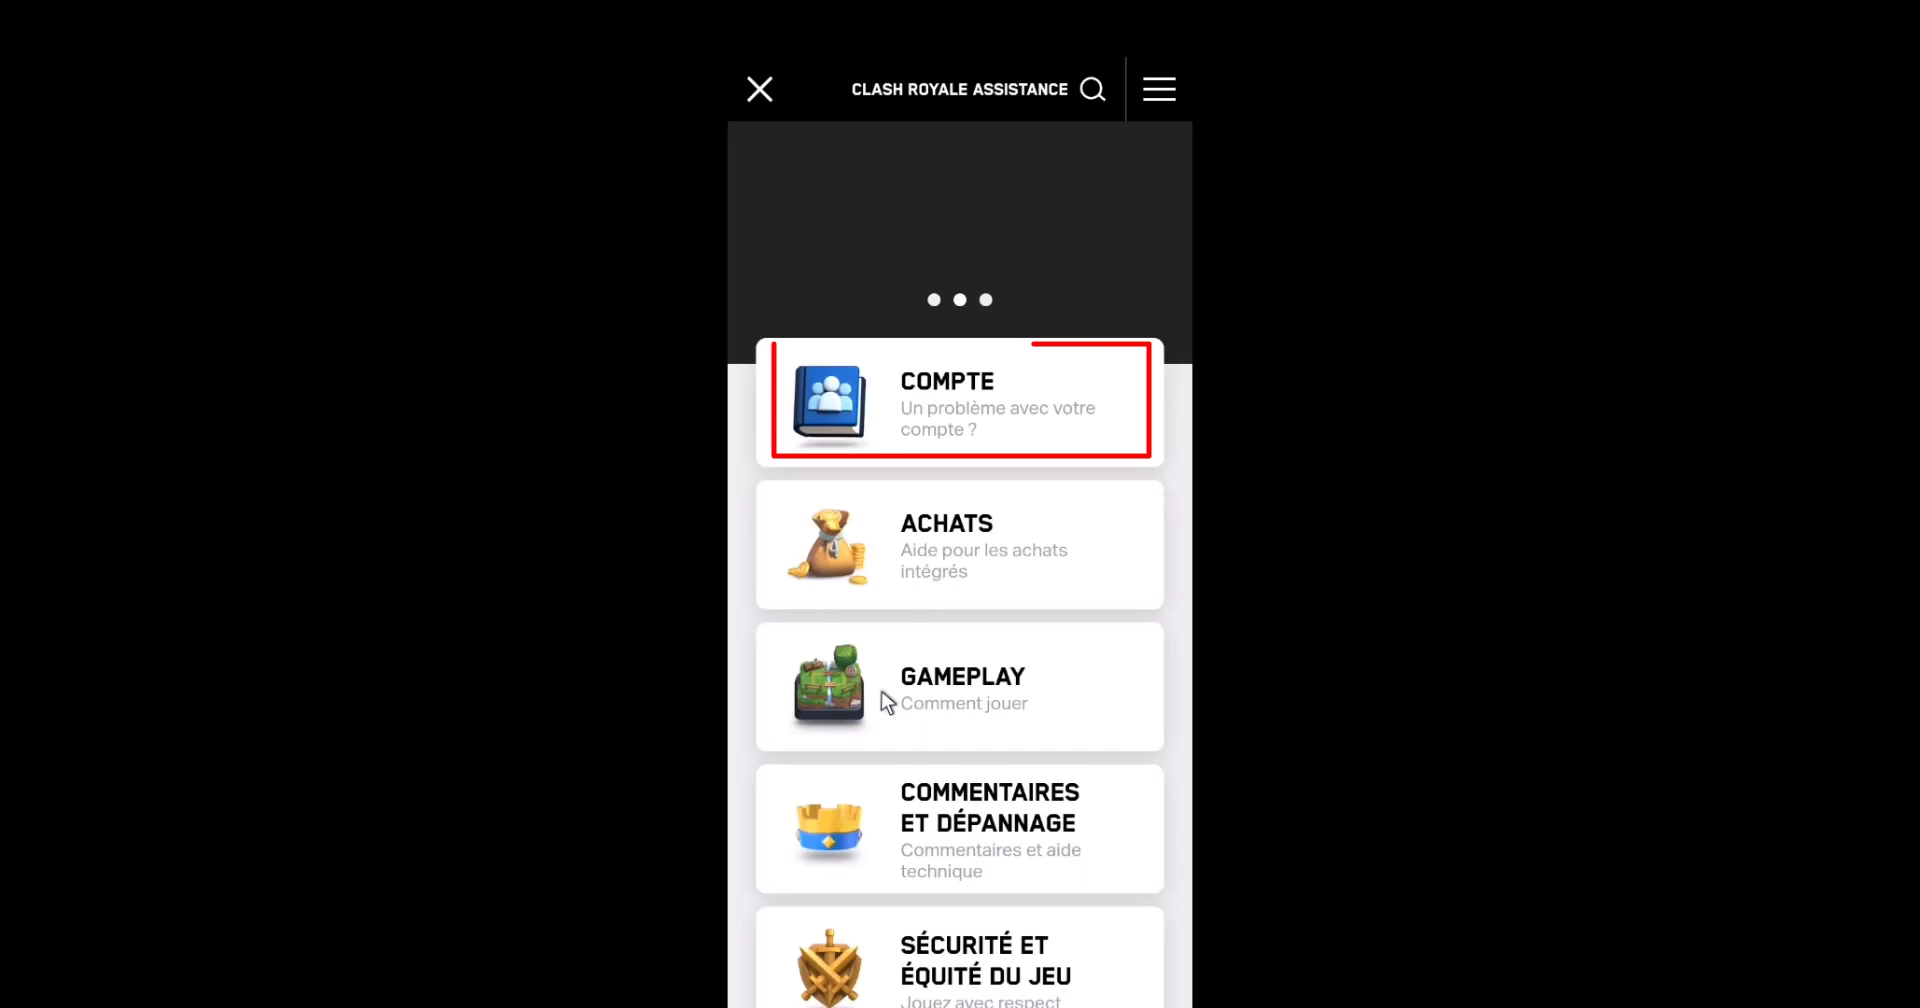 CLASH ROYALE ASSISTANCE
COMPTE
Un problème avec votre
compte ?
ACHATS
Aide pour les achats
intégrés
GAMEPLAY
Comment jouer
COMMENTAIRES
ET DÉPANNAGE
Commentaires et aide
technique
SÉCURITÉ ET
ÉQUITÉ DU JEU
Jouez avec respect